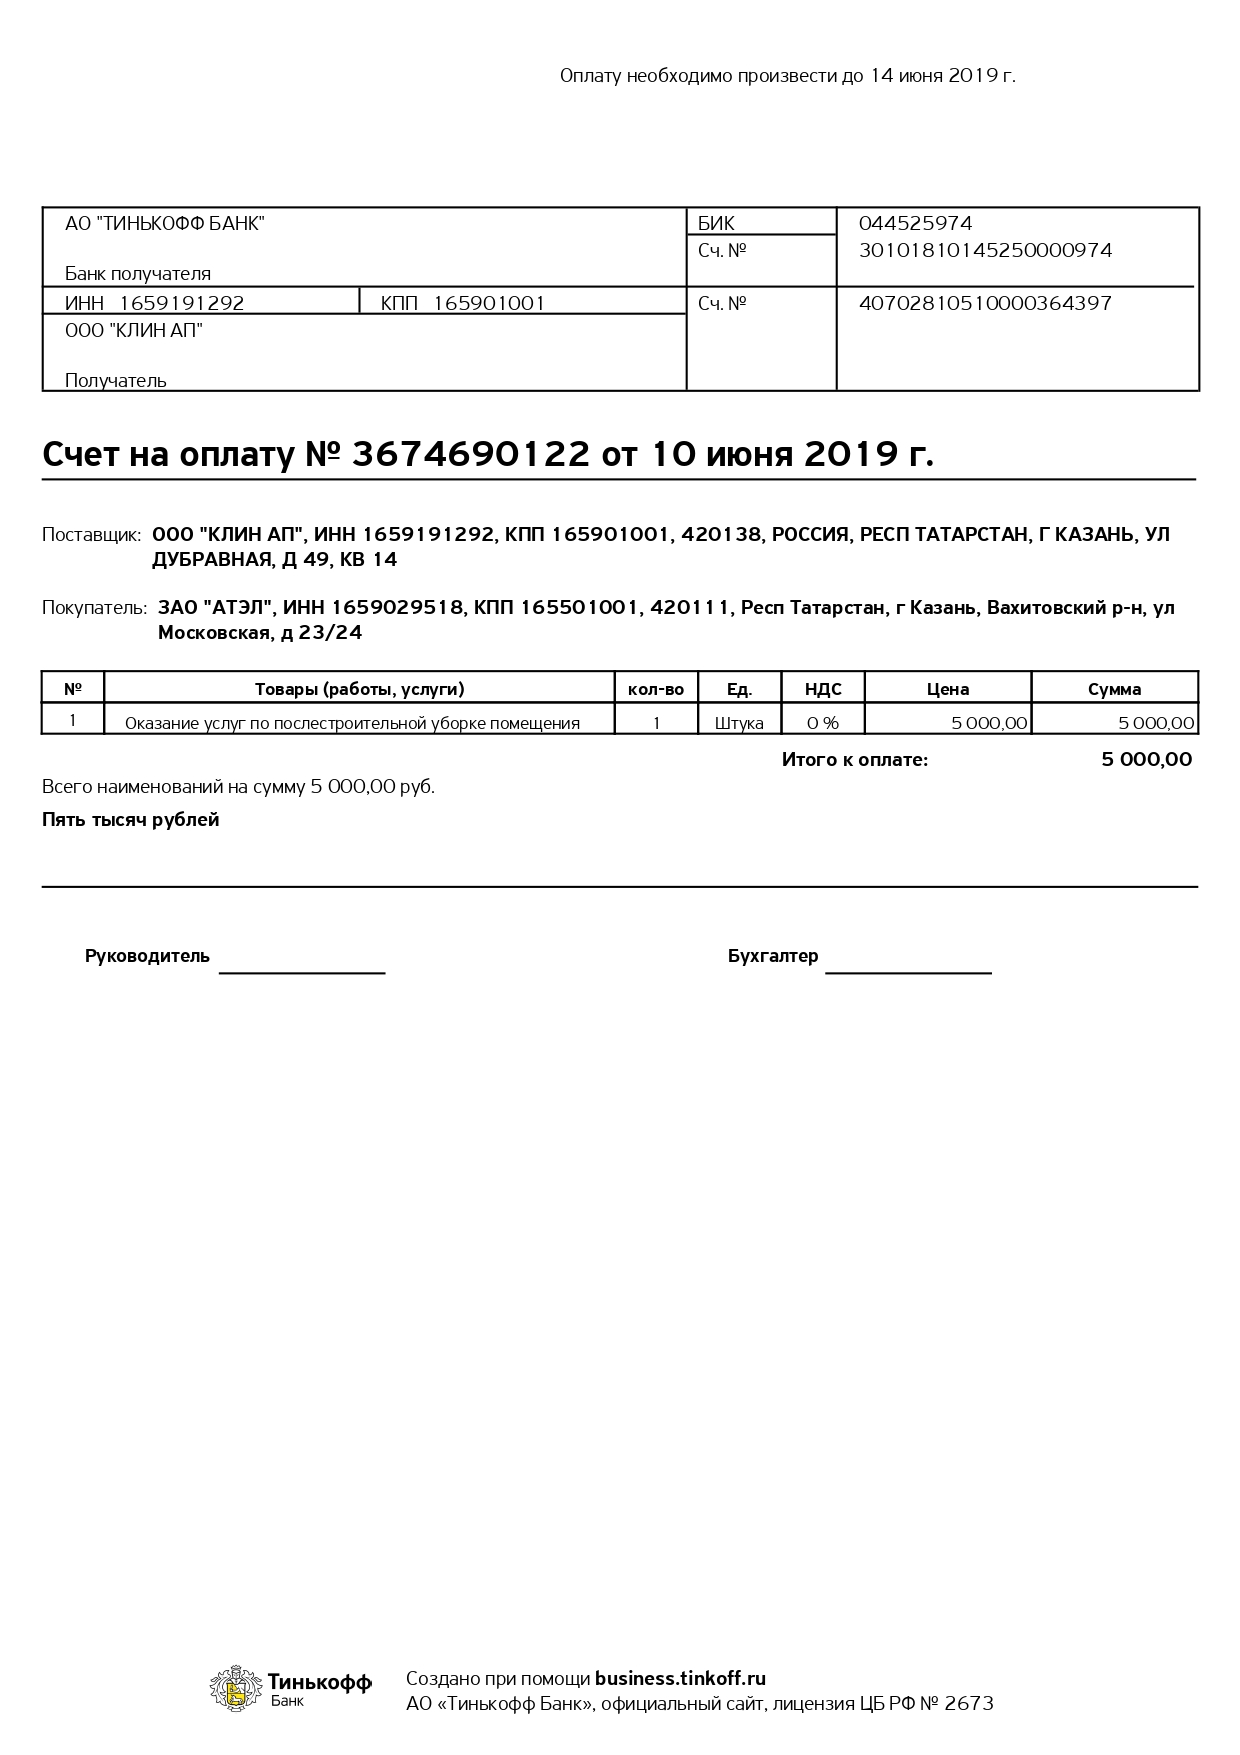 Оплату необходимо произвести до 14 июня 2019 г.
АО "ТИНЬКОФФ БАНК"
БИК 044525974
Сч. № 30101810145250000974
Банк получателя
ИНН 1659191292 КПП 165901001 Сч. № 40702810510000364397
ООО "КЛИН АП"
Получатель
Счет на оплату № 3674690122 от 10 июня 2019 г.
Поставщик: ООО "КЛИН АП", ИНН 1659191292, КПП 165901001, 420138, РОССИЯ, РЕСП ТАТАРСТАН, Г КАЗАНЬ, УЛ
ДУБРАВНАЯ, Д 49, КВ 14
Покупатель: ЗАО "АТЭЛ", ИНН 1659029518, КПП 165501001, 420111, Респ Татарстан, г Казань, Вахитовский р-н, ул
Московская, д 23/24
№ Товары (работы, услуги) кол-во Ед. НДС Цена Сумма
1 Оказание услуг по послестроительной уборке помещения 1 Штука 0 % 5 000,00 5 000,00
Итого к оплате: 5 000,00
Всего наименований на сумму 5 000,00 руб.
Пять тысяч рублей
Руководитель Бухгалтер
Тинькофф
Банк
Создано при помощи business.tinkoff.ru
АО «Тинькофф Банк», официальный сайт, лицензия ЦБ РФ № 2673